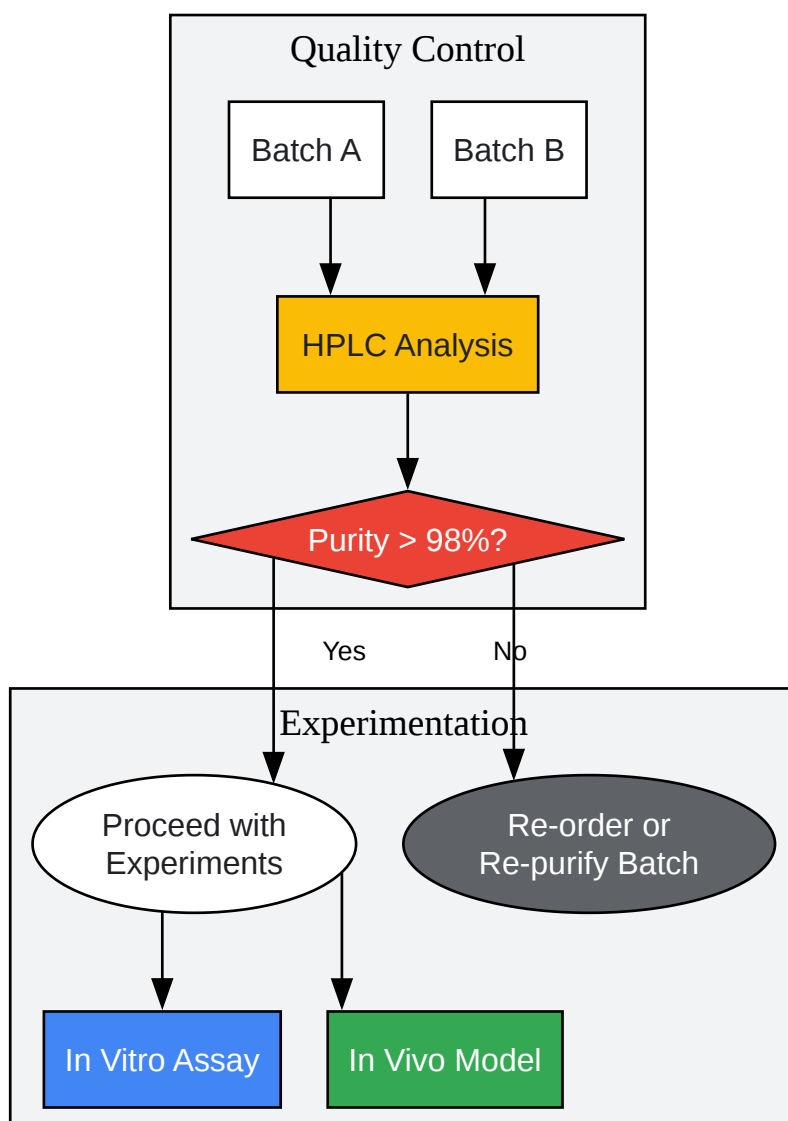 Quality Control
Batch A
Batch B
HPLC Analysis
Purity > 98%?
Yes
No
Experimentation
Proceed with
Experiments
Re-order or
Re-purify Batch
In Vitro Assay
In Vivo Model